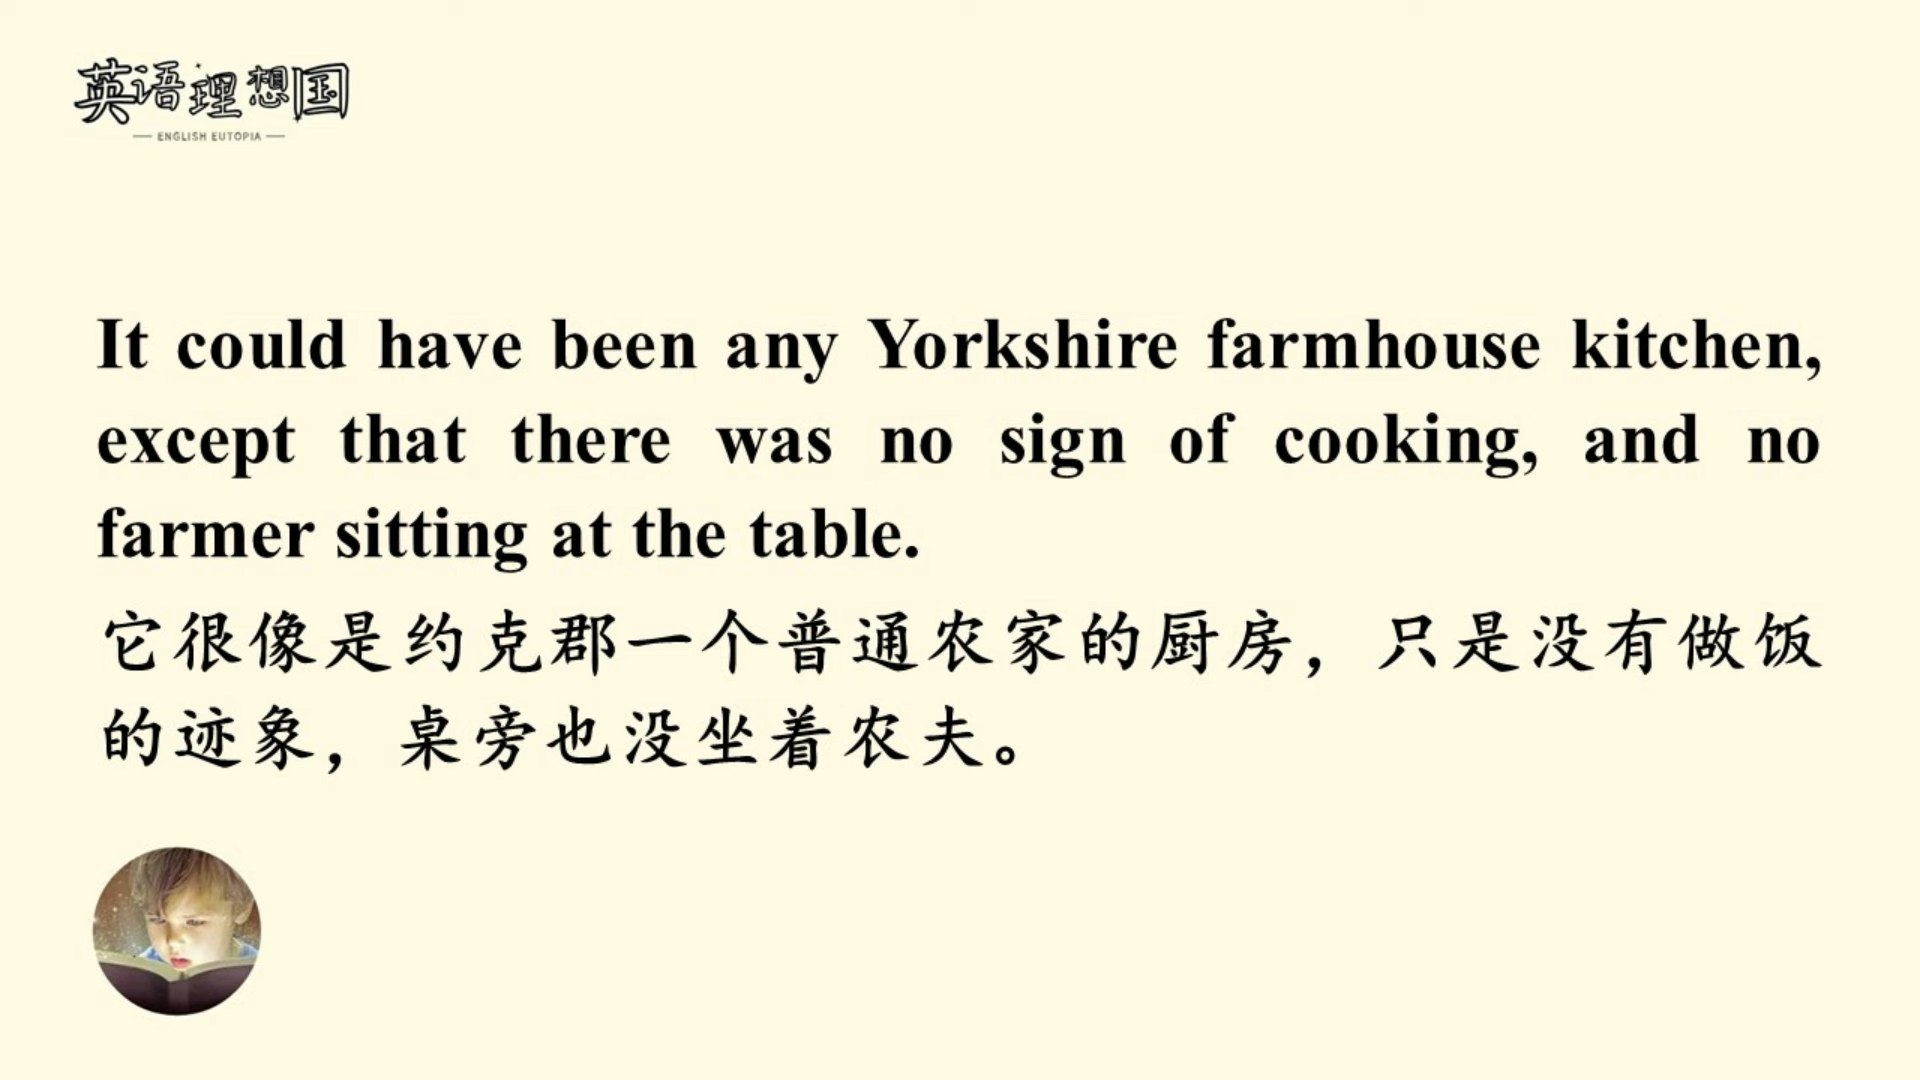 英语理想国
ENGLISH EUTOPIA
It could have been any Yorkshire farmhouse kitchen,
except that there was no sign of cooking, and no
farmer sitting at the table.
它很像是约克郡一个普通农家的厨房，只是没有做饭
的迹象，桌旁也没坐着农夫。